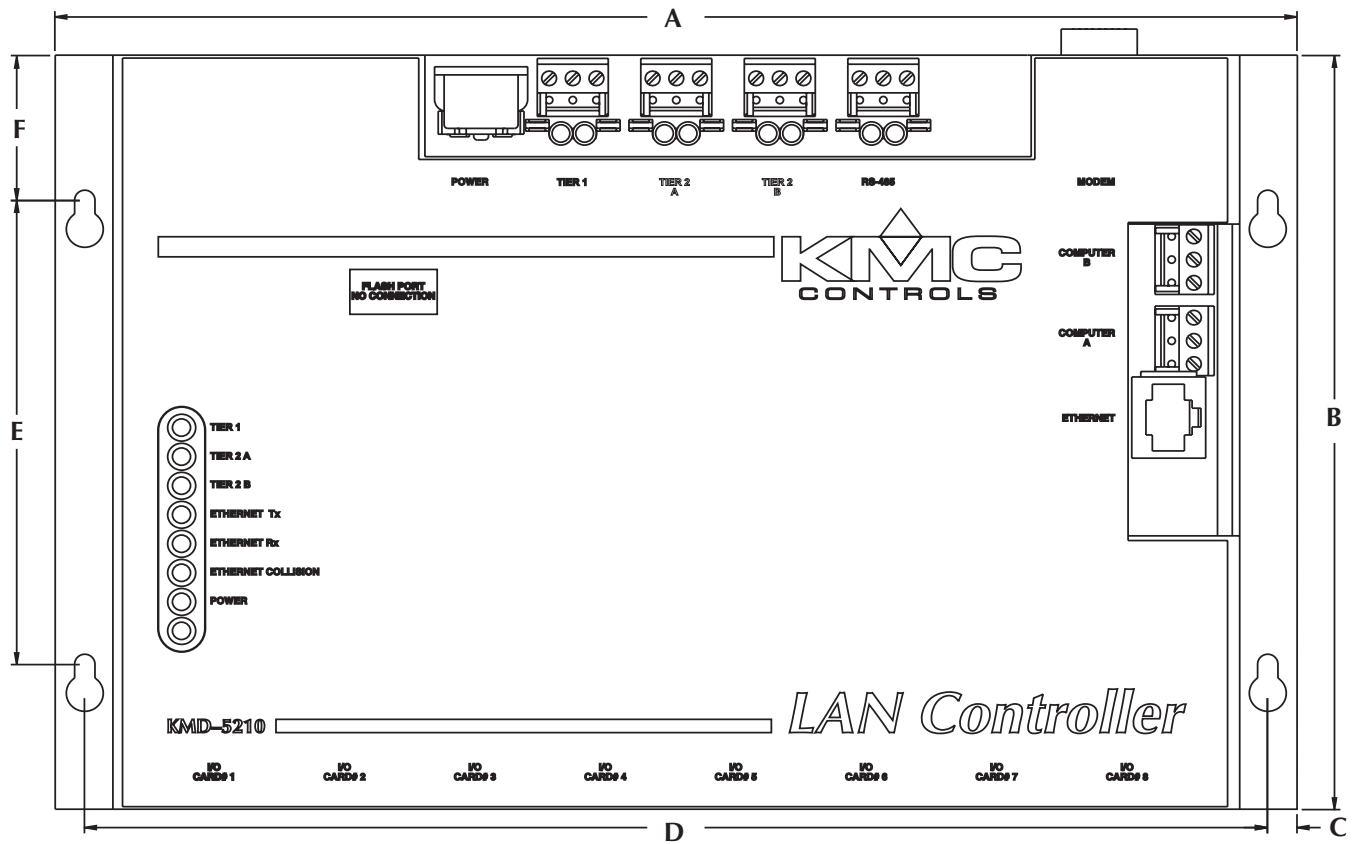 A
F
POWER
TIER 1
TIER 2
A
TIER 2
B
RS-485
MODEM
KMC
CONTROLS
COMPUTER
B
FLASH PORT
NO CONNECTION
COMPUTER
A
ETHERNET
E
B
TIER 1
TIER 2 A
TIER 2 B
ETHERNET Tx
ETHERNET Rx
ETHERNET COLLISION
POWER
KMD–5210
LAN Controller
I/O
CARD# 1
I/O
CARD# 2
I/O
CARD# 3
I/O
CARD# 4
I/O
CARD# 5
I/O
CARD# 6
I/O
CARD# 7
I/O
CARD# 8
D
C